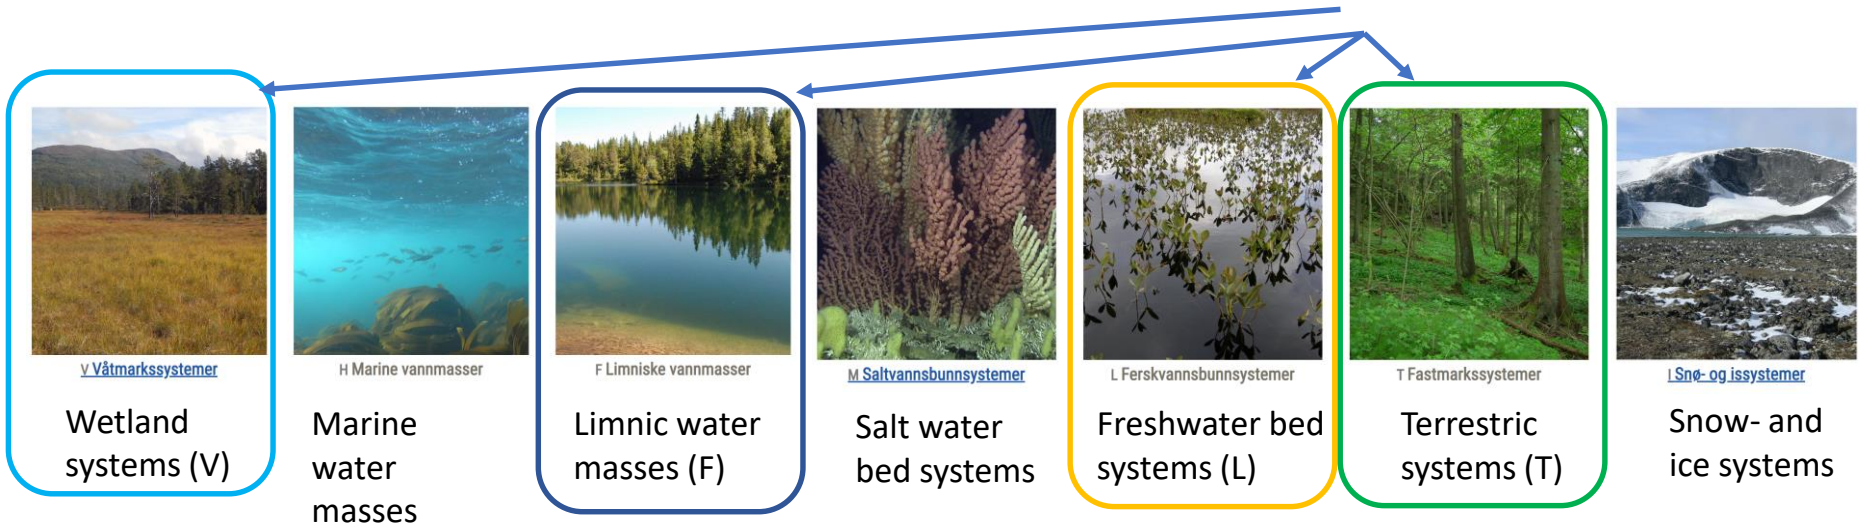 V Våtmarkssystemer
H Marine vannmasser
F Limniske vannmasser
M Saltvannsbunnsystemer
L Ferskvannsbunnsystemer
T Fastmarkssystemer
I Snø- og issystemer
Wetland
systems (V)
Marine
water
masses
Limnic water
masses (F)
Salt water
bed systems
Freshwater bed
systems (L)
Terrestric
systems (T)
Snow- and
ice systems